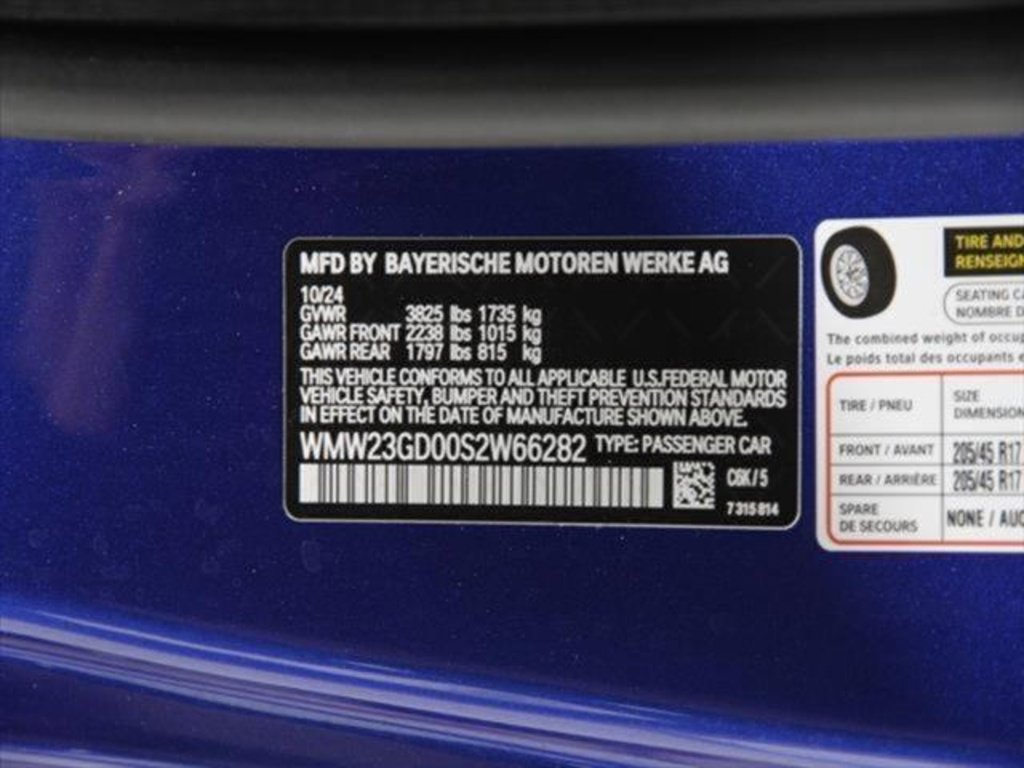 MFD BY BAYERISCHE MOTOREN WERKE AG
10/24
GVWR 3825 lbs 1735 kg
GAWR FRONT 2238 lbs 1015 kg
GAWR REAR 1797 lbs 815 kg
THIS VEHICLE CONFORMS TO ALL APPLICABLE U.S.FEDERAL MOTOR
VEHICLE SAFETY, BUMPER AND THEFT PREVENTION STANDARDS
IN EFFECT ON THE DATE OF MANUFACTURE SHOWN ABOVE.
WMW23GD00S2W66282 TYPE: PASSENGER CAR
C6K/5
7315814
TIRE AND
RENSEIGN
SEATING CA
NOMBRE D
The combined weight of occup
Le poids total des occupants e
TIRE / PNEU
SIZE
DIMENSION
FRONT / AVANT 205/45 R17
REAR / ARRIÈRE 205/45 R17
SPARE
DE SECOURS
NONE / AUC